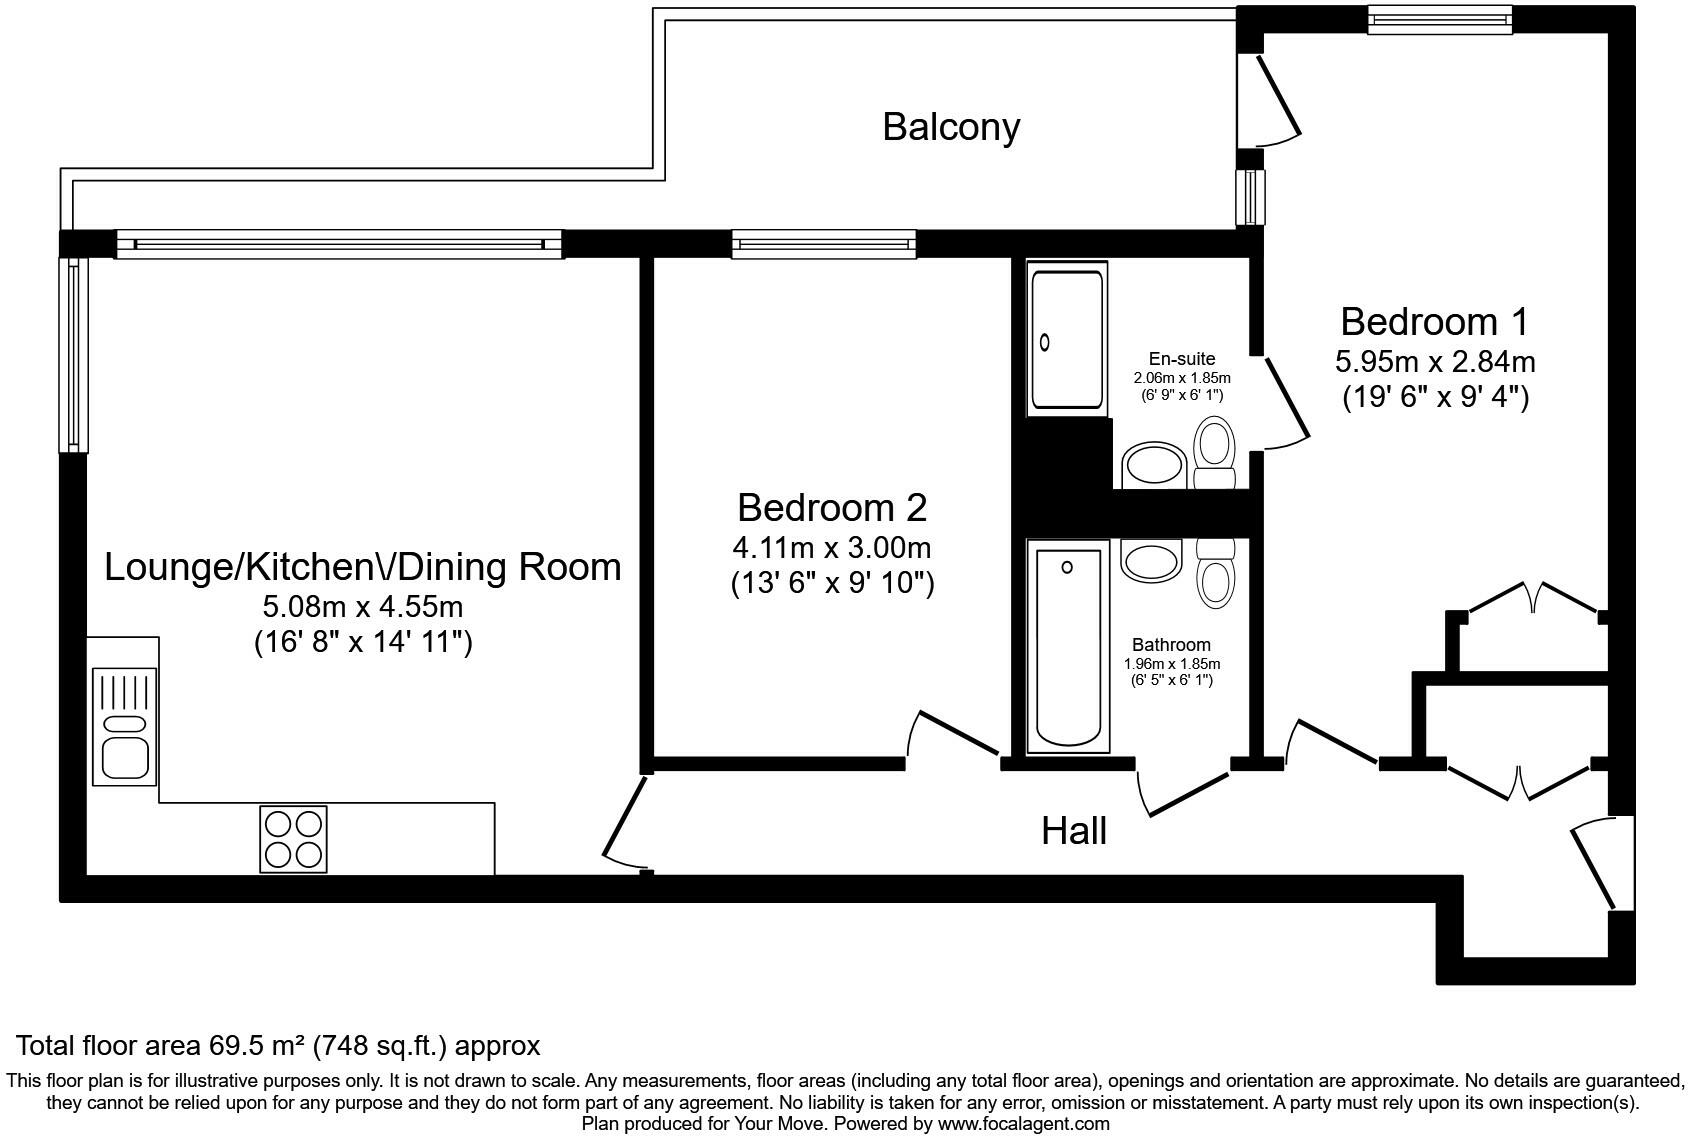 Balcony
Bedroom 1
5.95m x 2.84m
(19' 6" x 9' 4")
En-suite
2.06m x 1.85m
(6' 9" x 6' 1")
Bedroom 2
4.11m x 3.00m
(13' 6" x 9' 10")
Lounge/Kitchen\/Dining Room
5.08m x 4.55m
(16' 8" x 14' 11")
Bathroom
1.96m x 1.85m
(6' 5" x 6' 1")
Hall
Total floor area 69.5 m² (748 sq.ft.) approx
This floor plan is for illustrative purposes only. It is not drawn to scale. Any measurements, floor areas (including any total floor area), openings and orientation are approximate. No details are guaranteed,
they cannot be relied upon for any purpose and they do not form part of any agreement. No liability is taken for any error, omission or misstatement. A party must rely upon its own inspection(s).
Plan produced for Your Move. Powered by www.focalagent.com